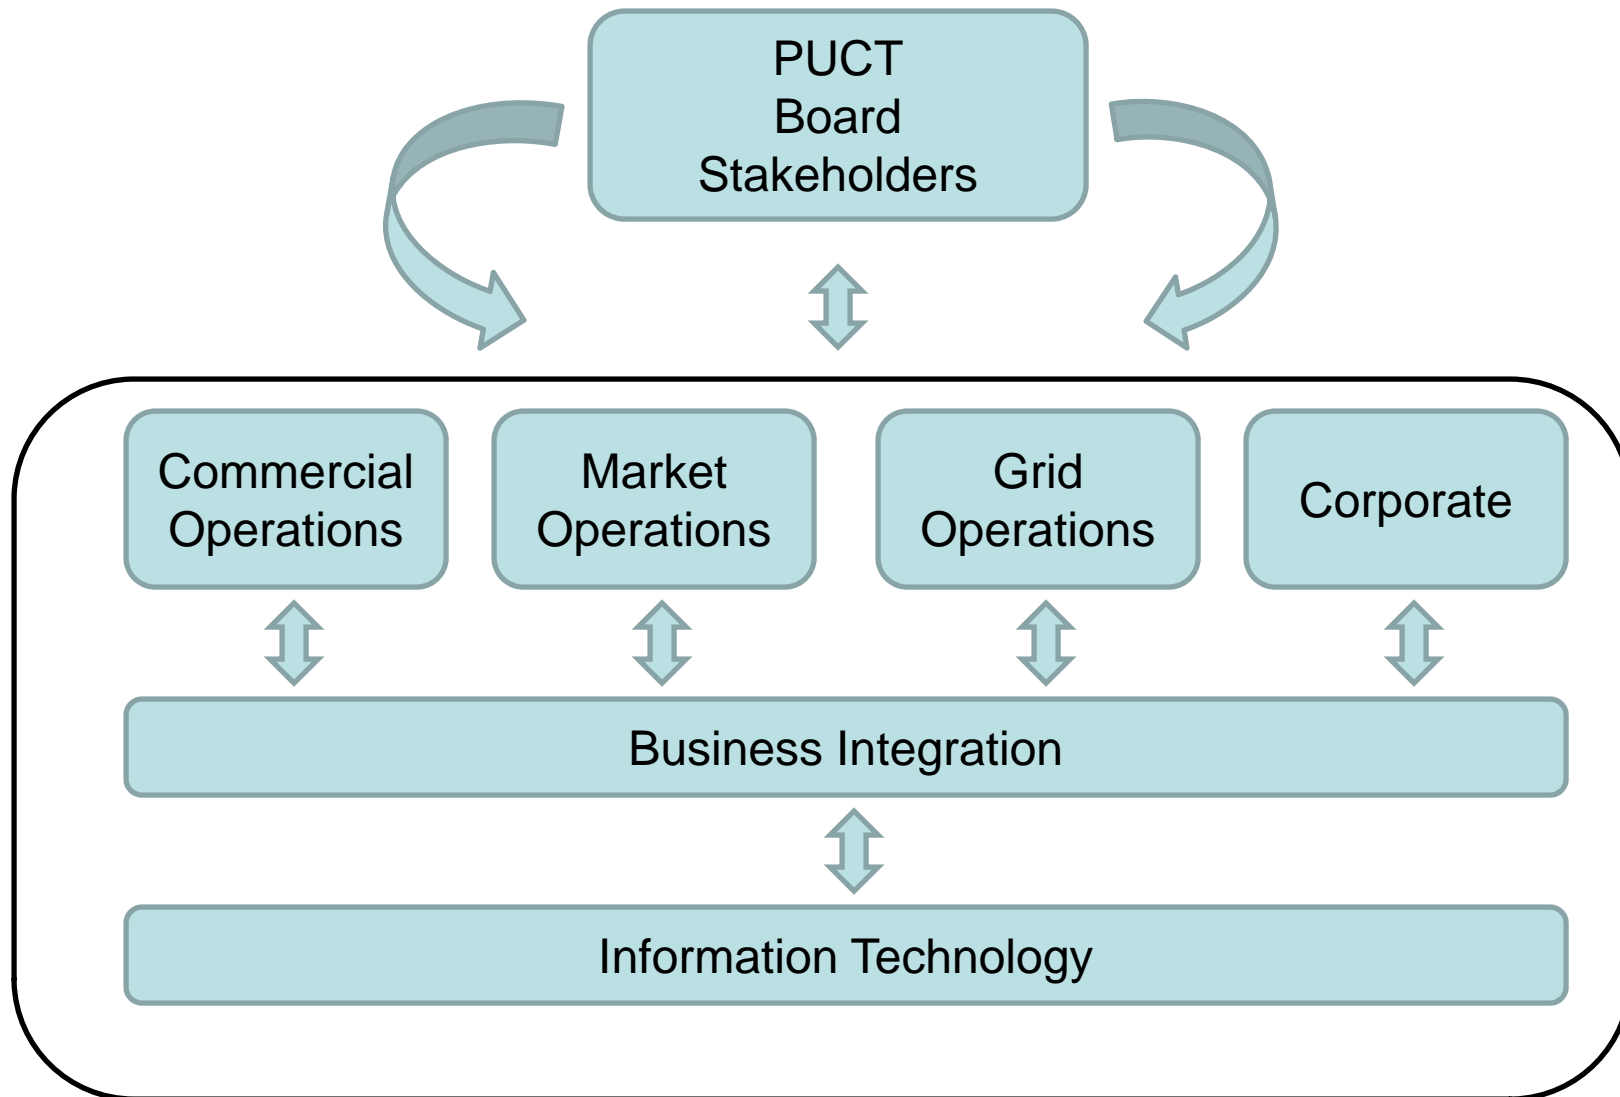 PUCT
Board
Stakeholders
Commercial
Operations
Market
Operations
Grid
Operations
Corporate
Business Integration
Information Technology